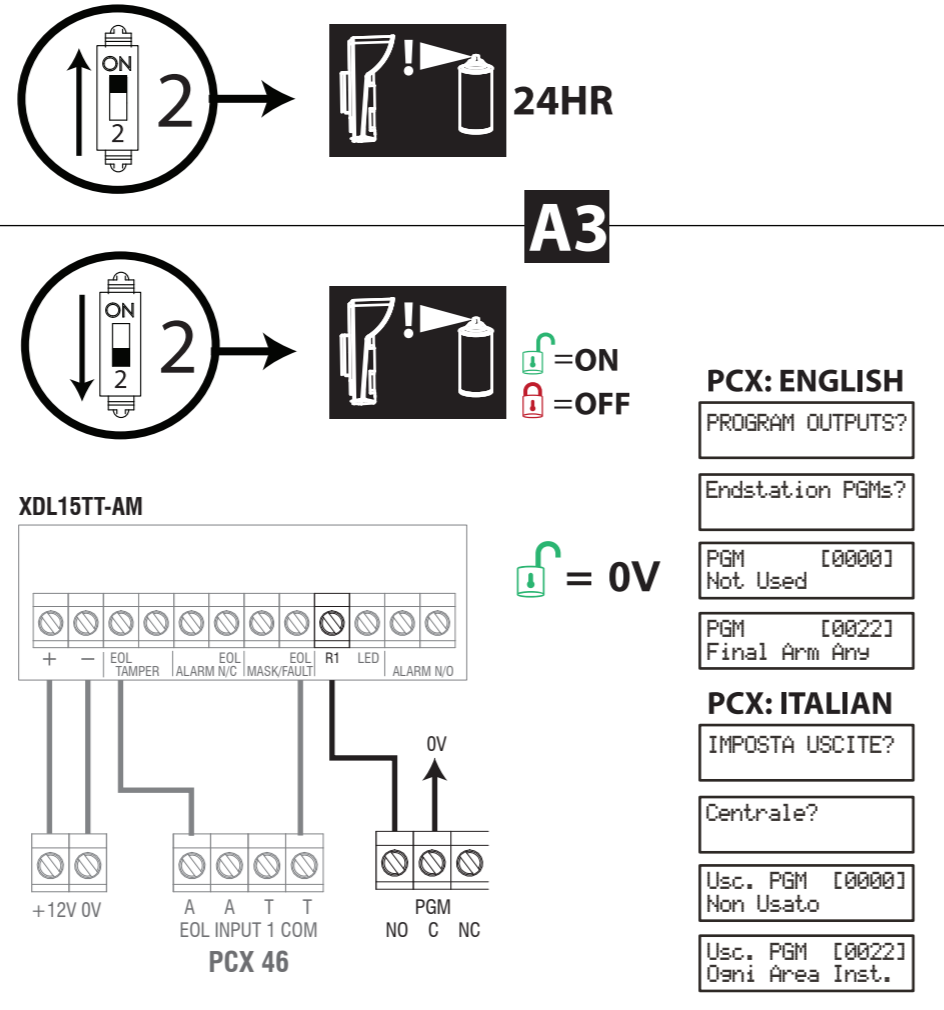 ON
2
2
24HR
A3
ON
2
2
=ON
=OFF
PCX: ENGLISH
PROGRAM OUTPUTS?
Endstation PGMs?
PGM [0000]
Not Used
PGM [0022]
Final Arm Any
PCX: ITALIAN
IMPOSTA USCITE?
Centrale?
Usc. PGM [0000]
Non Usato
Usc. PGM [0022]
Ogni Area Inst.
XDL15TT-AM
= 0V
+ − EOL EOL EOL R1 LED
TAMPER ALARM N/C MASK/FAULT ALARM N/O
0V
+12V 0V
A A T T
EOL INPUT 1 COM
PCX 46
PGM
NO C NC